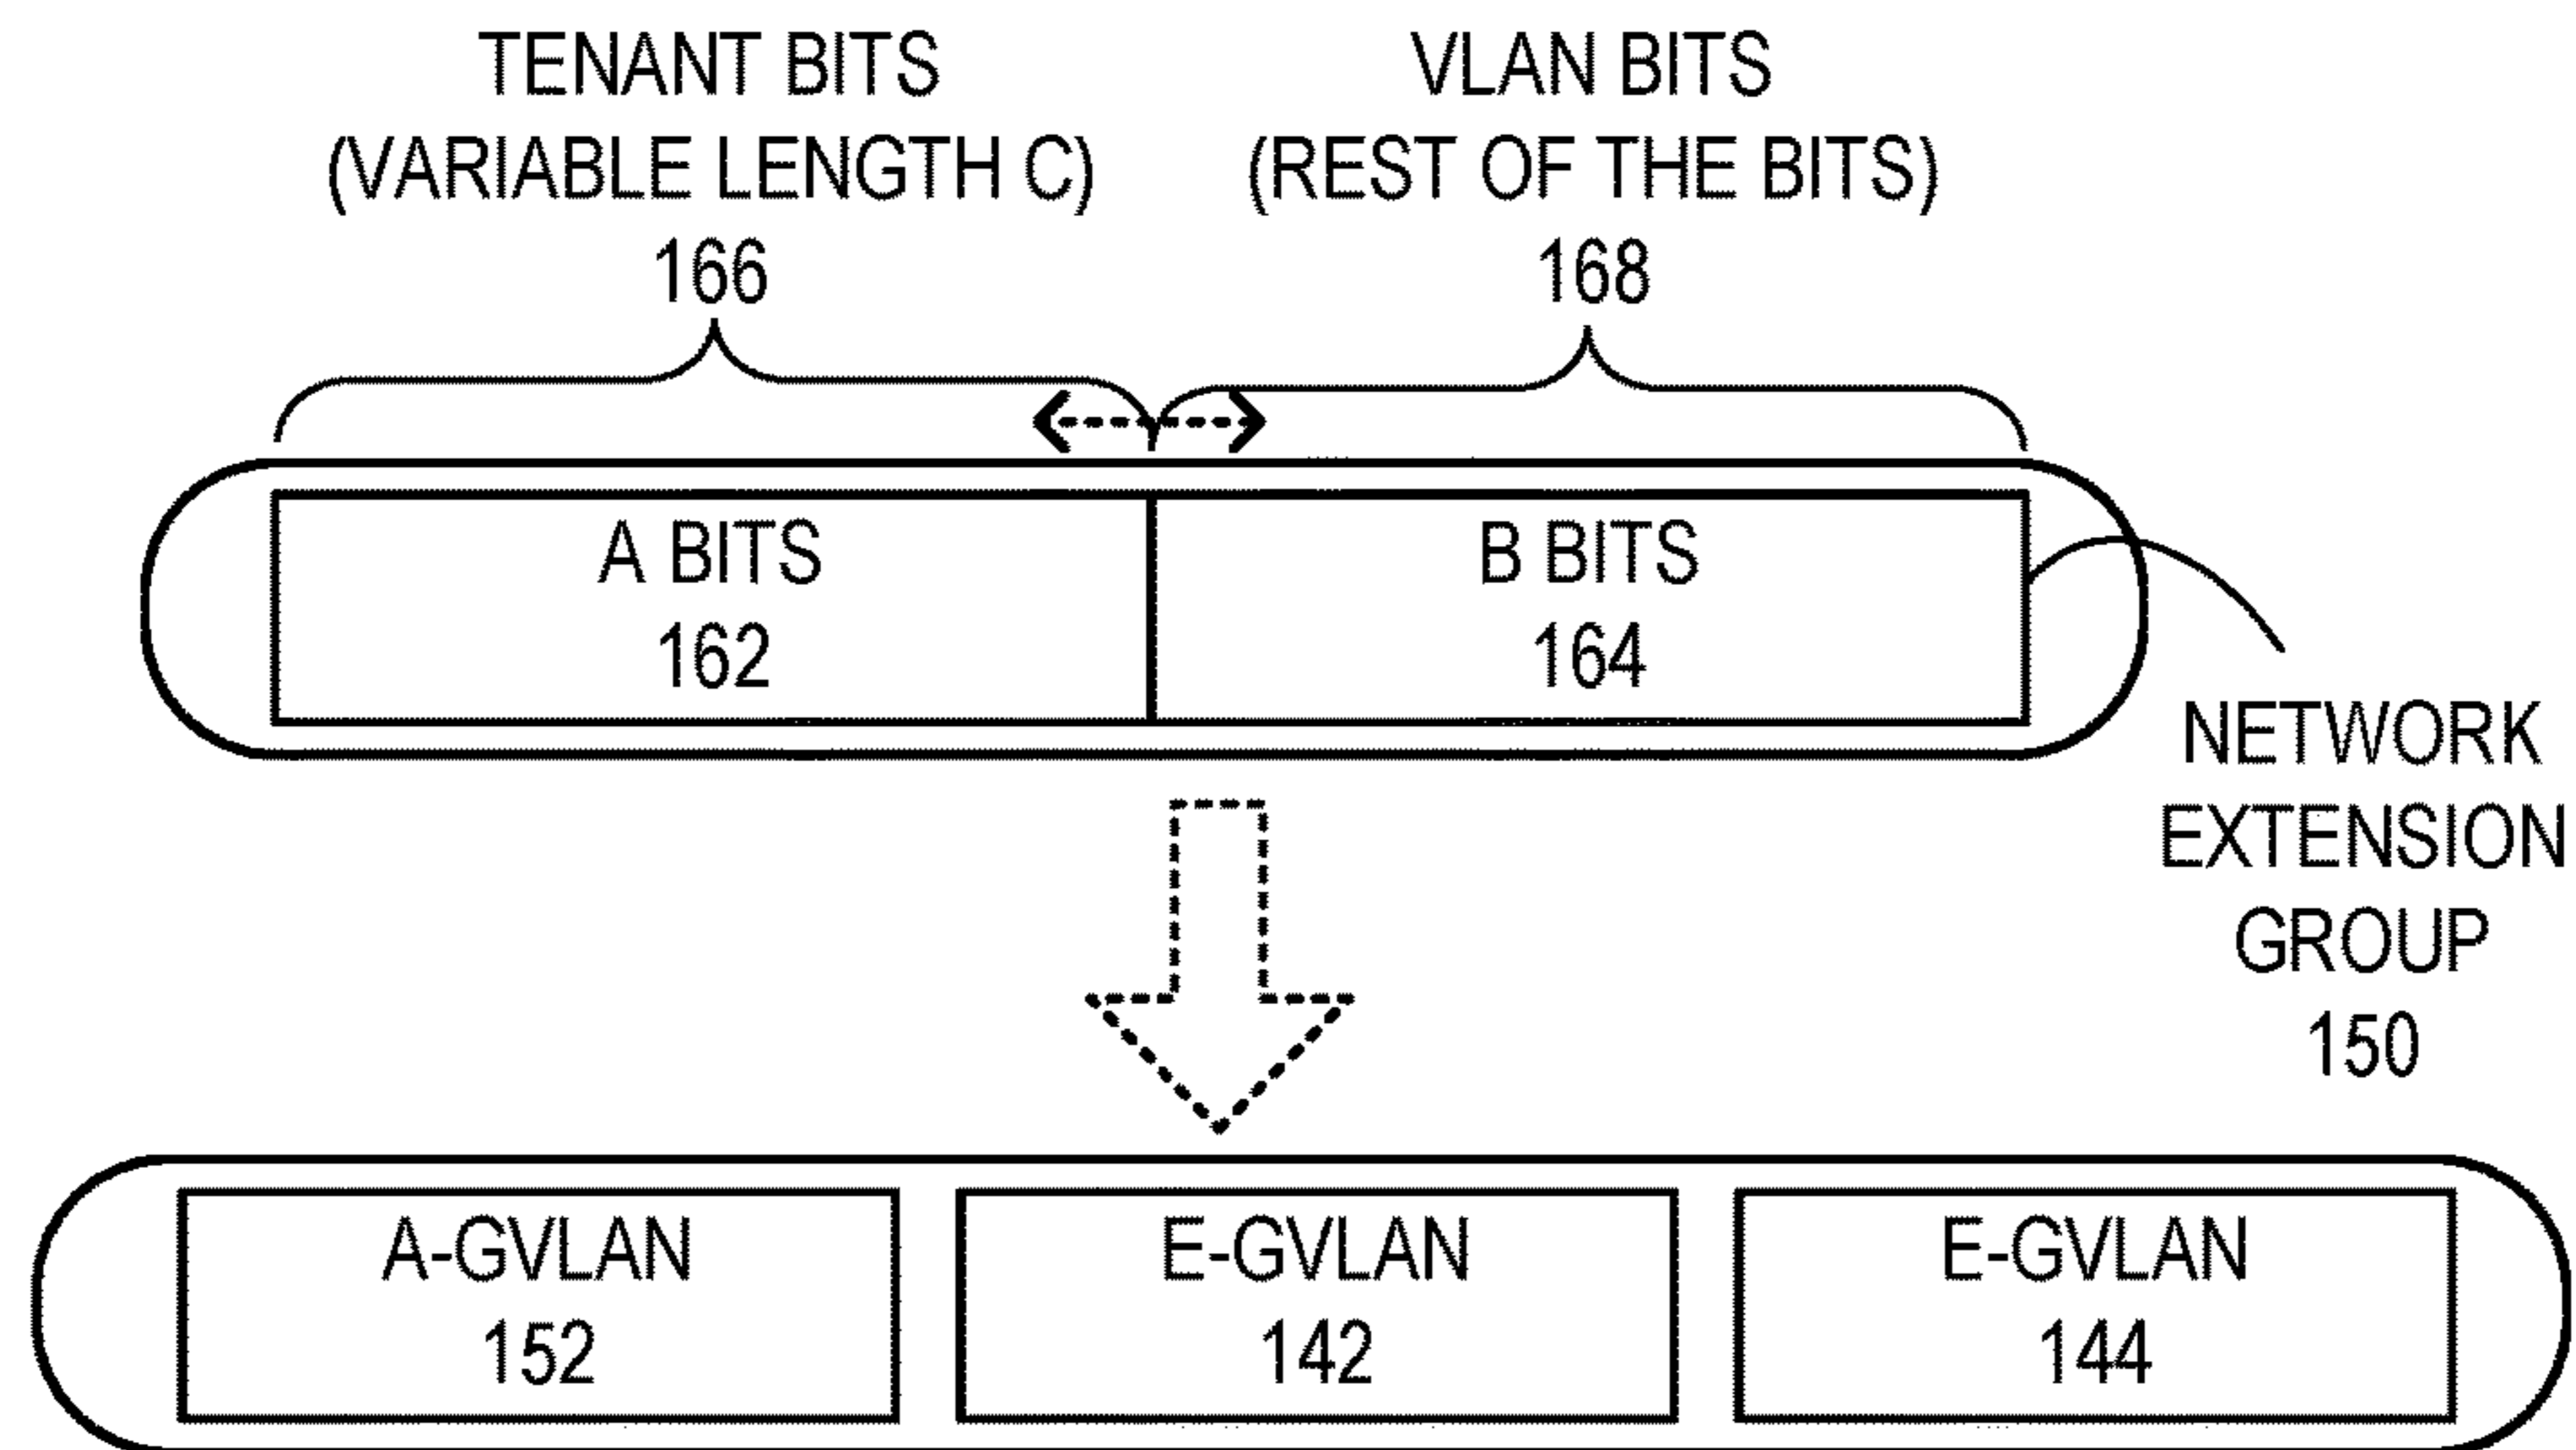 TENANT BITS
(VARIABLE LENGTH C)
166
VLAN BITS
(REST OF THE BITS)
168
A BITS
162
B BITS
164
NETWORK
EXTENSION
GROUP
150
A-GVLAN
152
E-GVLAN
142
E-GVLAN
144